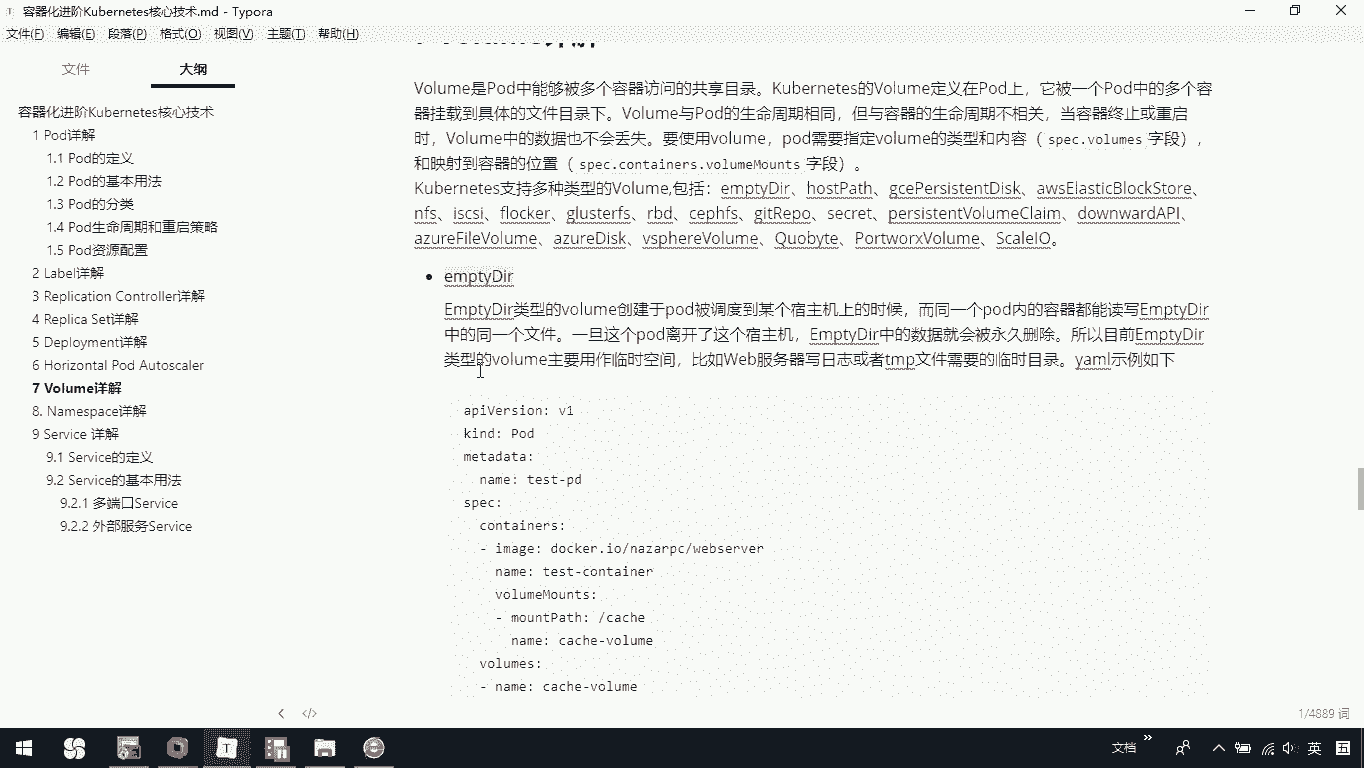 容器化进阶Kubernetes核心技术.md - Typora
文件(F) 编辑(E) 段落(P) 格式(O) 视图(V) 主题(T) 帮助(H)
文件 大纲
容器化进阶Kubernetes核心技术
1 Pod详解
1.1 Pod的定义
1.2 Pod的基本用法
1.3 Pod的分类
1.4 Pod生命周期和重启策略
1.5 Pod资源配置
2 Label详解
3 Replication Controller详解
4 Replica Set详解
5 Deployment详解
6 Horizontal Pod Autoscaler
7 Volume详解
8. Namespace详解
9 Service 详解
9.1 Service的定义
9.2 Service的基本用法
9.2.1 多端口Service
9.2.2 外部服务Service
Volume是Pod中能够被多个容器访问的共享目录。Kubernetes的Volume定义在Pod上，它被一个Pod中的多个容
器挂载到具体的文件目录下。Volume与Pod的生命周期相同，但与容器的生命周期不相关，当容器终止或重启
时，Volume中的数据也不会丢失。要使用volume，pod需要指定volume的类型和内容（ spec.volumes 字段），
和映射到容器的位置（ spec.containers.volumeMounts 字段）。
Kubernetes支持多种类型的Volume,包括：emptyDir、hostPath、gcePersistentDisk、awsElasticBlockStore、
nfs、iscsi、flocker、glusterfs、rbd、cephfs、gitRepo、secret、persistentVolumeClaim、downwardAPI、
azureFileVolume、azureDisk、vsphereVolume、Quobyte、PortworxVolume、ScaleIO。
emptyDir
EmptyDir类型的volume创建于pod被调度到某个宿主机上的时候，而同一个pod内的容器都能读写EmptyDir
中的同一个文件。一旦这个pod离开了这个宿主机，EmptyDir中的数据就会被永久删除。所以目前EmptyDir
类型的volume主要用作临时空间，比如Web服务器写日志或者tmp文件需要的临时目录。yaml示例如下
apiVersion: v1
kind: Pod
metadata:
name: test-pd
spec:
containers:
- image: docker.io/nazarpc/webserver
name: test-container
volumeMounts:
- mountPath: /cache
name: cache-volume
volumes:
- name: cache-volume
1/4889 词
文档 英 五